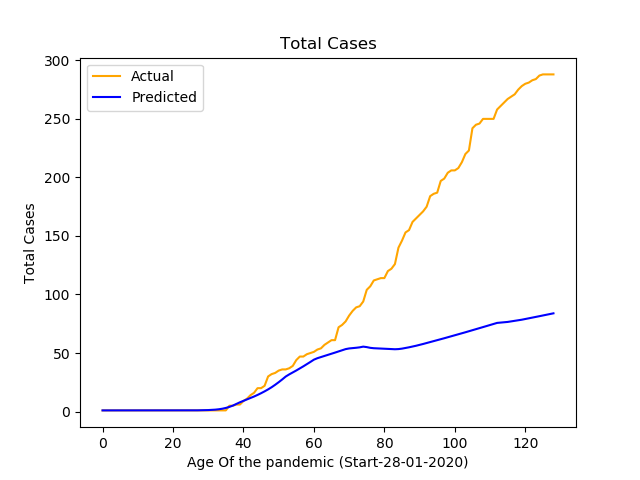 Total Cases
Actual
Predicted
300
250
200
150
100
50
0
Total Cases
0 20 40 60 80 100 120
Age Of the pandemic (Start-28-01-2020)